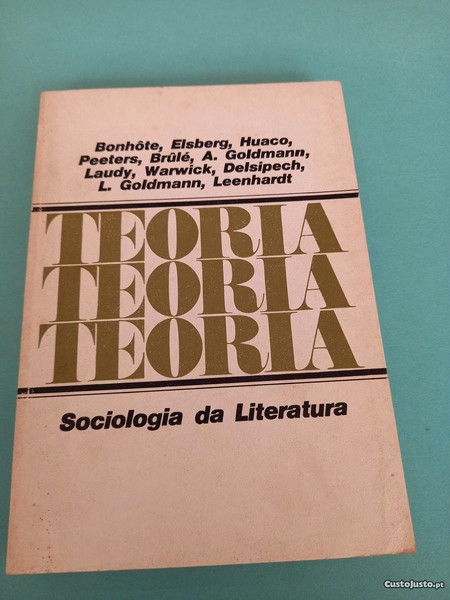 Bonhôte, Elsberg, Huaco,
Peeters, Brûlé, A. Goldmann,
Laudy, Warwick, Delsipech,
L. Goldmann, Leenhardt
TEORIA
TEORIA
TEORIA
Sociologia da Literatura
CustoJusto.pt